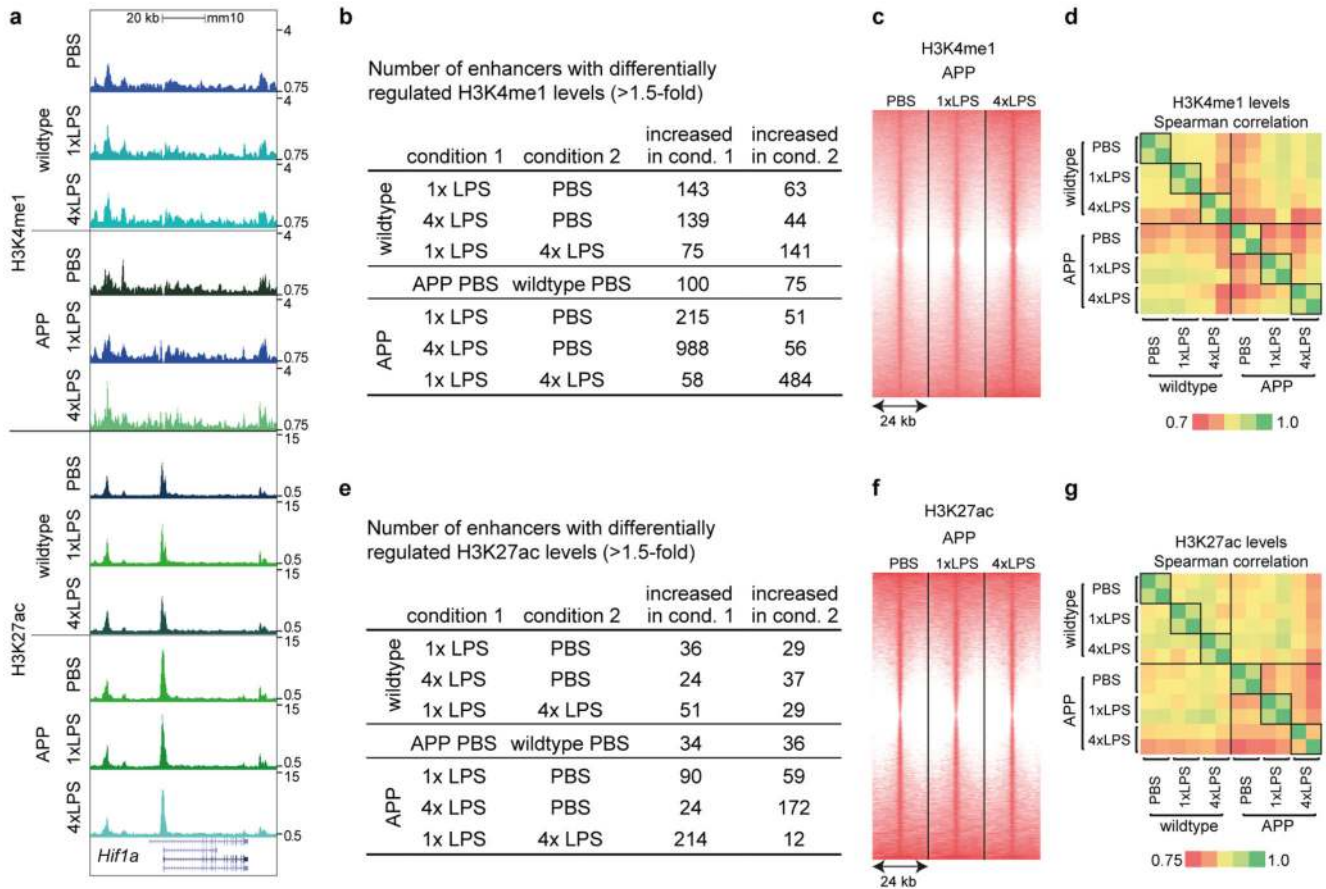 a
20 kb
mm10
H3K4me1
wildtype
PBS
4
0.75
1xLPS
4
0.75
4xLPS
4
0.75
APP
PBS
4
0.75
1xLPS
4
0.75
4xLPS
4
0.75
H3K27ac
wildtype
PBS
15
0.5
1xLPS
15
0.5
4xLPS
15
0.5
APP
PBS
15
0.5
1xLPS
15
0.5
4xLPS
15
0.5
Hif1a
b
Number of enhancers with differentially
regulated H3K4me1 levels (>1.5-fold)
condition 1 condition 2 increased in cond. 1 increased in cond. 2
wildtype
1x LPS PBS 143 63
4x LPS PBS 139 44
1x LPS 4x LPS 75 141
APP PBS wildtype PBS 100 75
APP
1x LPS PBS 215 51
4x LPS PBS 988 56
1x LPS 4x LPS 58 484
c
H3K4me1
APP
PBS 1xLPS 4xLPS
24 kb
d
H3K4me1 levels
Spearman correlation
wildtype
PBS
1xLPS
4xLPS
APP
PBS
1xLPS
4xLPS
PBS 1xLPS 4xLPS PBS 1xLPS 4xLPS
wildtype APP
0.7 1.0
e
Number of enhancers with differentially
regulated H3K27ac levels (>1.5-fold)
condition 1 condition 2 increased in cond. 1 increased in cond. 2
wildtype
1x LPS PBS 36 29
4x LPS PBS 24 37
1x LPS 4x LPS 51 29
APP PBS wildtype PBS 34 36
APP
1x LPS PBS 90 59
4x LPS PBS 24 172
1x LPS 4x LPS 214 12
f
H3K27ac
APP
PBS 1xLPS 4xLPS
24 kb
g
H3K27ac levels
Spearman correlation
wildtype
PBS
1xLPS
4xLPS
APP
PBS
1xLPS
4xLPS
PBS 1xLPS 4xLPS PBS 1xLPS 4xLPS
wildtype APP
0.75 1.0